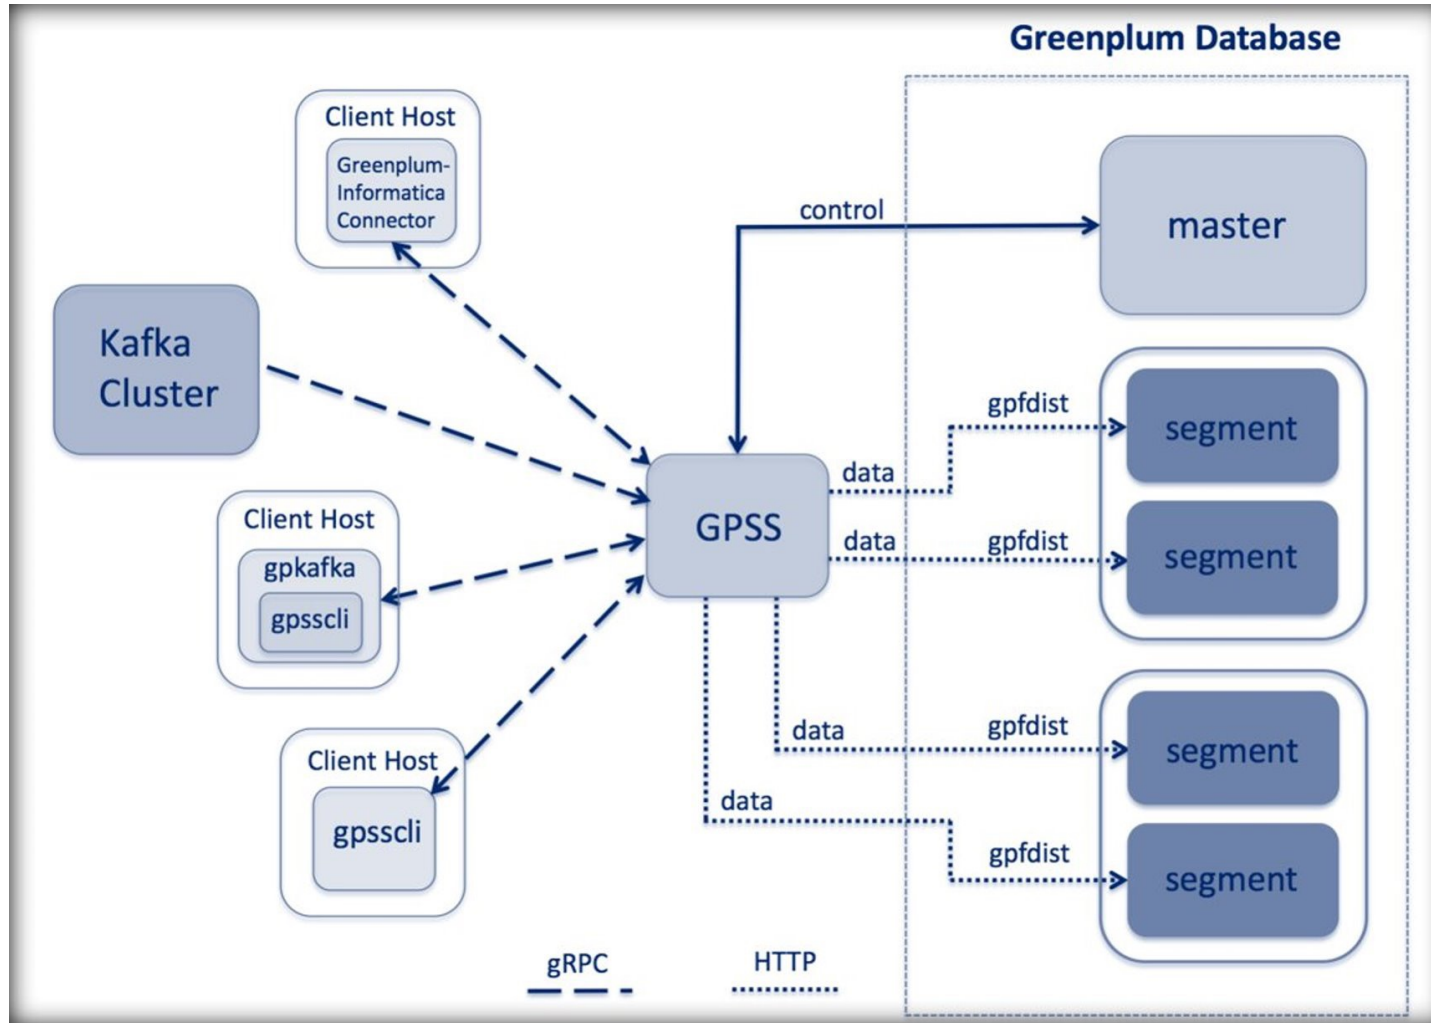 Greenplum Database
Client Host
Greenplum-
Informatica
Connector
control
master
Kafka
Cluster
gpfdist
segment
data
GPSS
data
gpfdist
segment
Client Host
gpkafka
gpsscli
data
gpfdist
segment
Client Host
gpsscli
data
gpfdist
segment
gRPC
HTTP